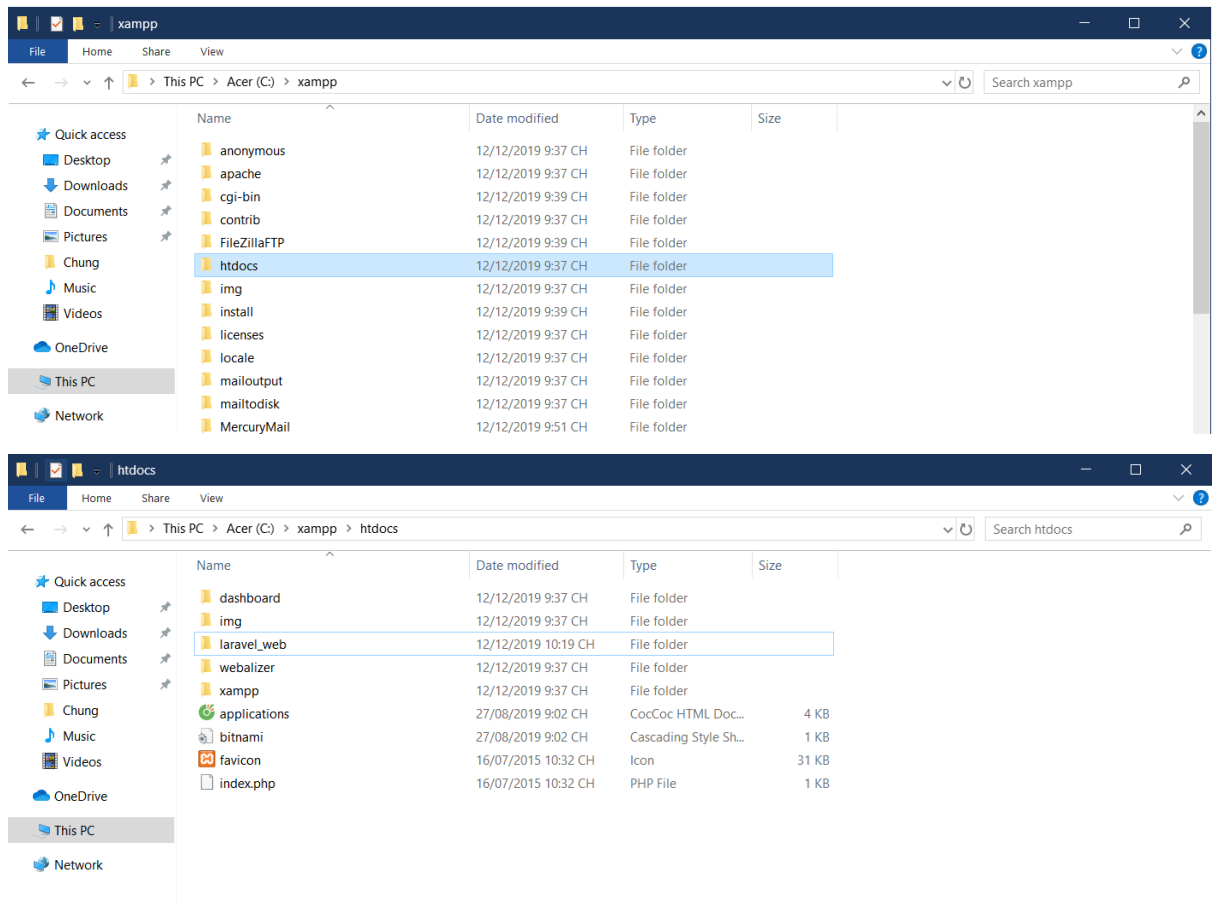 xampp
File Home Share View
This PC Acer (C:) xampp Search xampp
Name Date modified Type Size
Quick access
Desktop
Downloads
Documents
Pictures
Chung
Music
Videos
OneDrive
This PC
Network
anonymous 12/12/2019 9:37 CH File folder
apache 12/12/2019 9:37 CH File folder
cgi-bin 12/12/2019 9:39 CH File folder
contrib 12/12/2019 9:37 CH File folder
FileZillaFTP 12/12/2019 9:39 CH File folder
htdocs 12/12/2019 9:37 CH File folder
img 12/12/2019 9:37 CH File folder
install 12/12/2019 9:39 CH File folder
licenses 12/12/2019 9:37 CH File folder
locale 12/12/2019 9:37 CH File folder
mailoutput 12/12/2019 9:37 CH File folder
mailtodisk 12/12/2019 9:37 CH File folder
MercuryMail 12/12/2019 9:51 CH File folder
htdocs
File Home Share View
This PC Acer (C:) xampp htdocs Search htdocs
Name Date modified Type Size
Quick access
Desktop
Downloads
Documents
Pictures
Chung
Music
Videos
OneDrive
This PC
Network
dashboard 12/12/2019 9:37 CH File folder
img 12/12/2019 9:37 CH File folder
laravel_web 12/12/2019 10:19 CH File folder
webalizer 12/12/2019 9:37 CH File folder
xampp 12/12/2019 9:37 CH File folder
applications 27/08/2019 9:02 CH CocCoc HTML Doc... 4 KB
bitnami 27/08/2019 9:02 CH Cascading Style Sh... 1 KB
favicon 16/07/2015 10:32 CH Icon 31 KB
index.php 16/07/2015 10:32 CH PHP File 1 KB